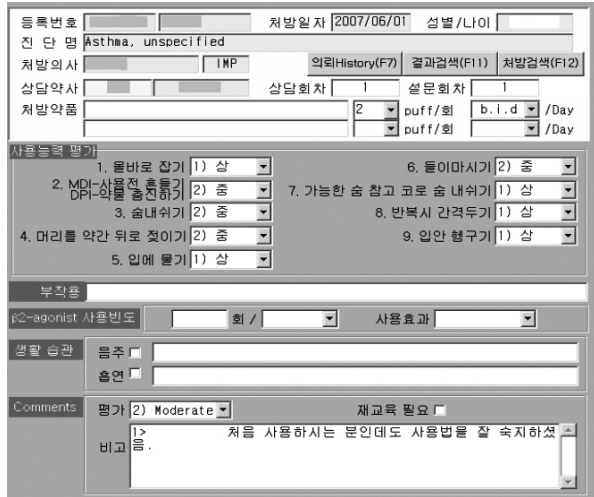 등록번호 처방일자 2007/06/01 성별/나이
진 단 명 Asthma, unspecified
처방의사 IMP 의뢰History(F7) 결과검색(F11) 처방검색(F12)
상담약사 상담회차 1 설문회차 1
처방약품 2 puff/회 b.i.d /Day
puff/회 /Day
사용능력 평가
1. 올바로 잡기 1) 상 6. 들이마시기 2) 중
2. MDI-사용전 흔들기
DPI-약물 충진하기 2) 중 7. 가능한 숨 참고 코로 숨 내쉬기 1) 상
3. 숨내쉬기 2) 중 8. 반복시 간격두기 1) 상
4. 머리를 약간 뒤로 젖이기 2) 중 9. 입안 헹구기 1) 상
5. 입에 물기 1) 상
부작용
β2-agonist 사용빈도 회 / 사용효과
생활 습관 음주
흡연
Comments 평가 2) Moderate 재교육 필요
비고 1> 처음 사용하시는 분인데도 사용법을 잘 숙지하셨
음.